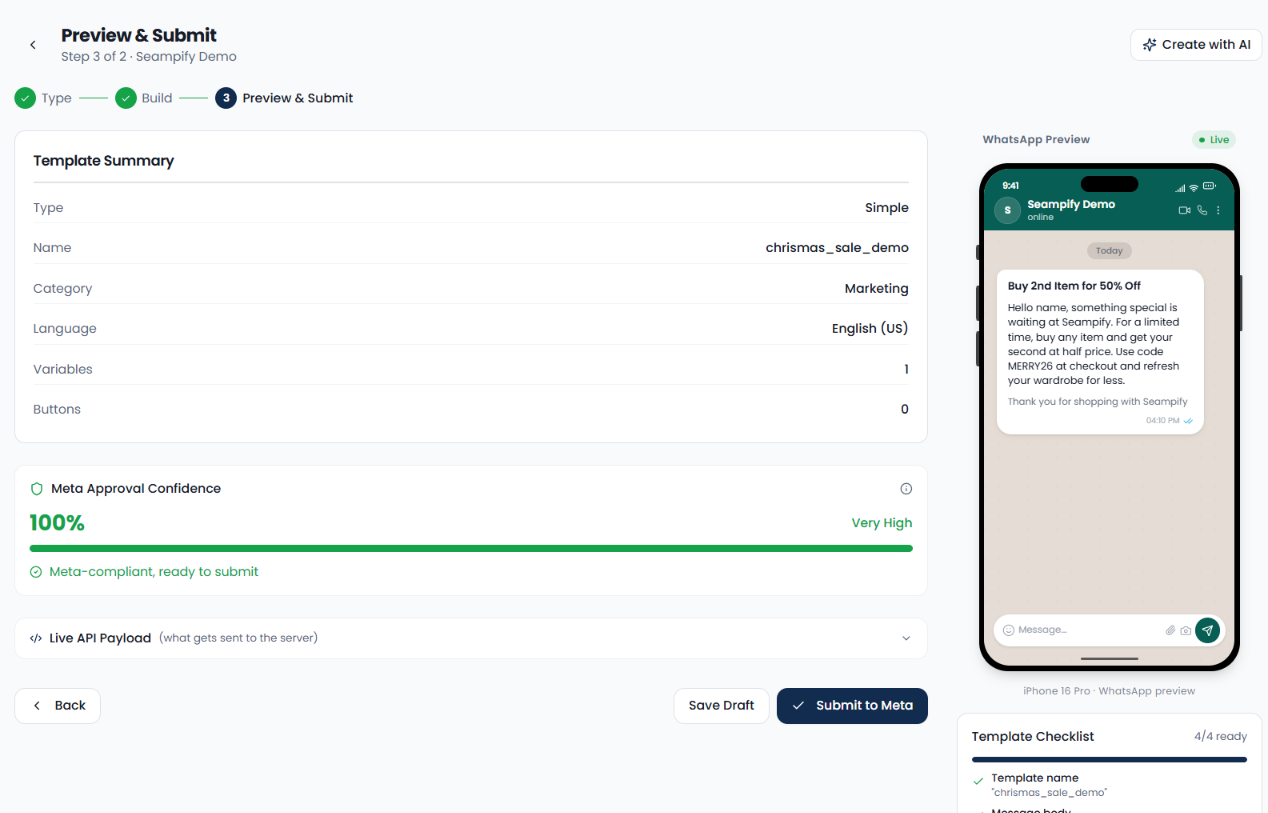 Preview & Submit
Step 3 of 2 · Seampify Demo
Create with AI
Type
Build
3 Preview & Submit
Template Summary
Type Simple
Name chrismas_sale_demo
Category Marketing
Language English (US)
Variables 1
Buttons 0
Meta Approval Confidence
100% Very High
Meta-compliant, ready to submit
</> Live API Payload (what gets sent to the server)
Back
Save Draft
Submit to Meta
WhatsApp Preview
Live
9:41
S
Seampify Demo
online
Today
Buy 2nd Item for 50% Off
Hello name, something special is
waiting at Seampify. For a limited
time, buy any item and get your
second at half price. Use code
MERRY26 at checkout and refresh
your wardrobe for less.
Thank you for shopping with Seampify
04:10 PM
Message...
iPhone 16 Pro · WhatsApp preview
Template Checklist 4/4 ready
Template name
"chrismas_sale_demo"
Message body